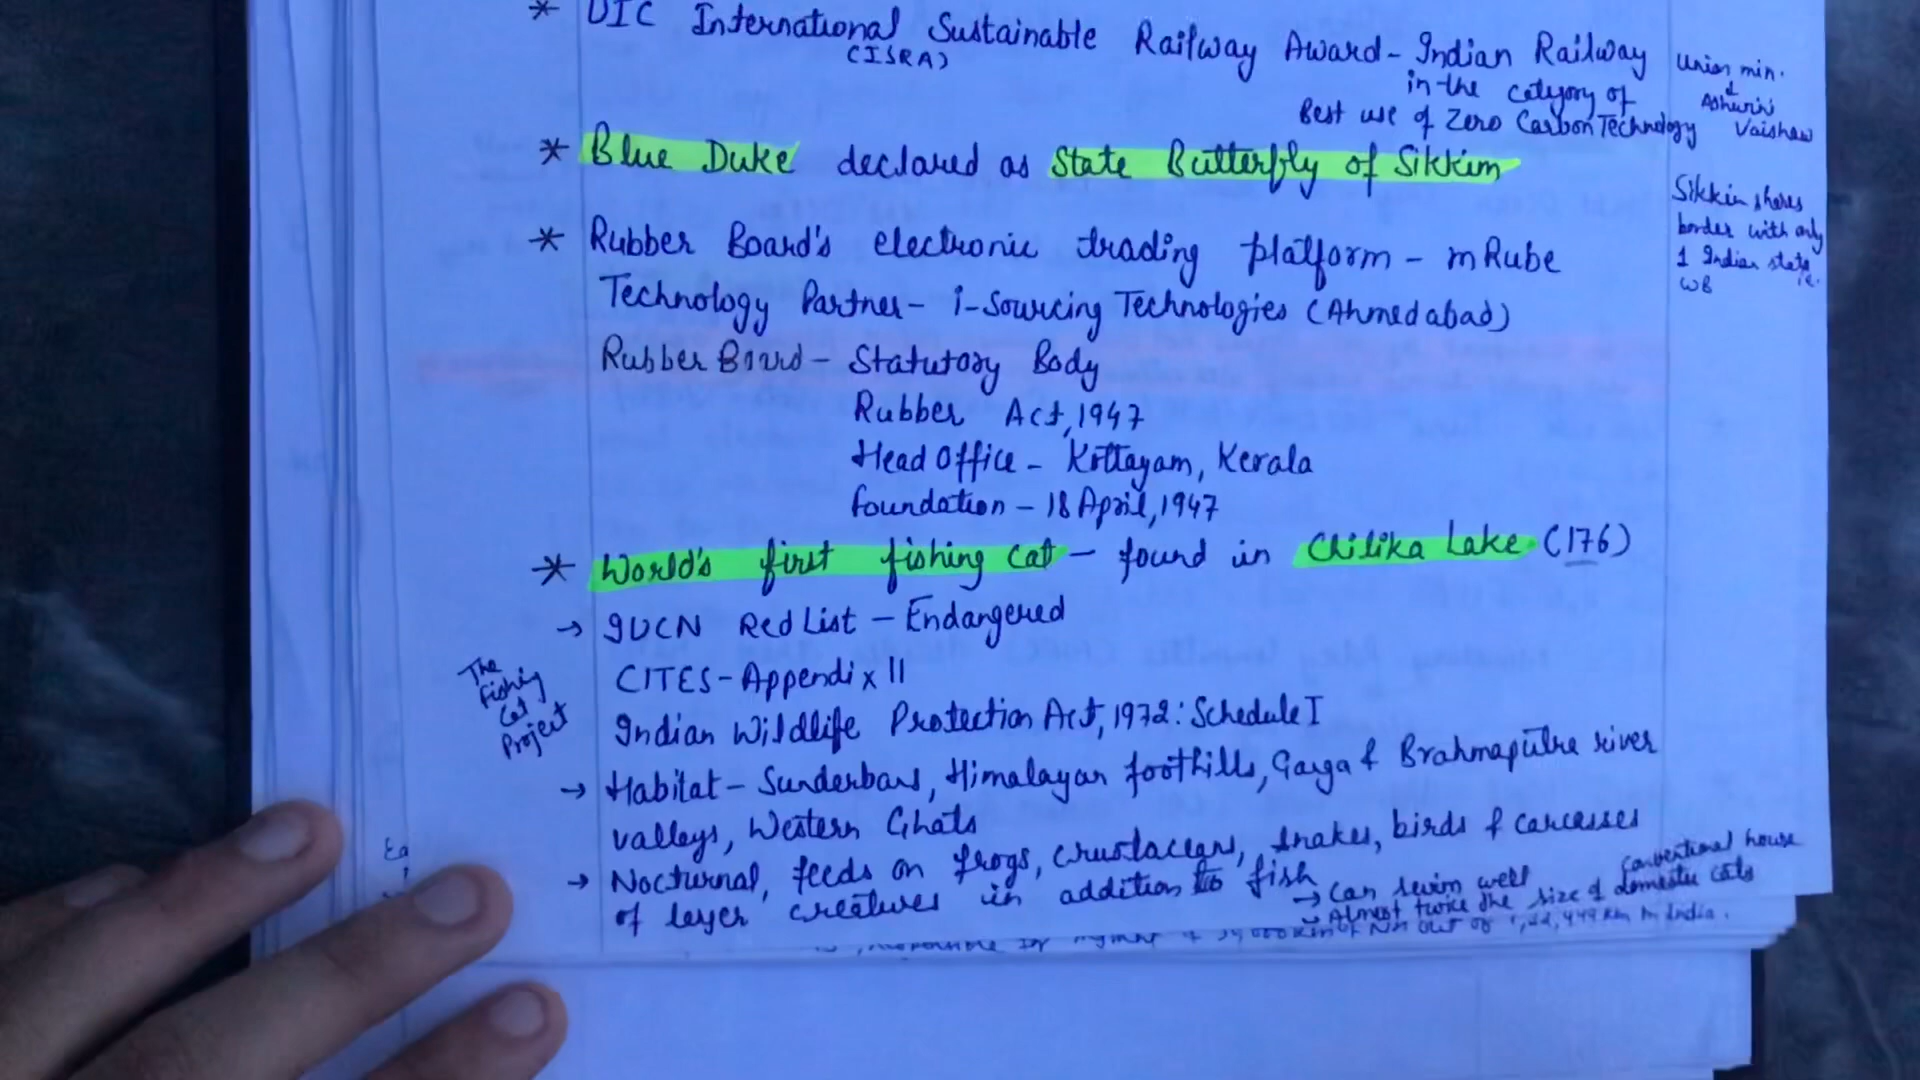 * UIC International Sustainable Railway Award - Indian Railway
(ISRA)
in the category of
Best use of Zero Carbon Technology
Union min.
Ashwini
Vaishaw
* Blue Duke declared as State Butterfly of Sikkim
Sikkim shares
border with only
1 Indian state
i.e.
WB
* Rubber Board's electronic trading platform - mRube
Technology Partner - i-Sourcing Technologies (Ahmedabad)
Rubber Board - Statutory Body
Rubber Act, 1947
Head Office - Kottayam, Kerala
foundation - 18 April, 1947
* World's first fishing cat - found in Chilika Lake (176)
→ IUCN Red List - Endangered
CITES - Appendix II
Indian Wildlife Protection Act, 1972: Schedule I
The
Fishing
Cat
Project
→ Habitat - Sunderbans, Himalayan foothills, Ganga & Brahmaputra river
valleys, Western Ghats
→ Nocturnal, feeds on frogs, crustaceans, snakes, birds & carcasses
of larger creatures in addition to fish
→ Can swim well
→ Almost twice the size of domestic cats
conventional house
Ea